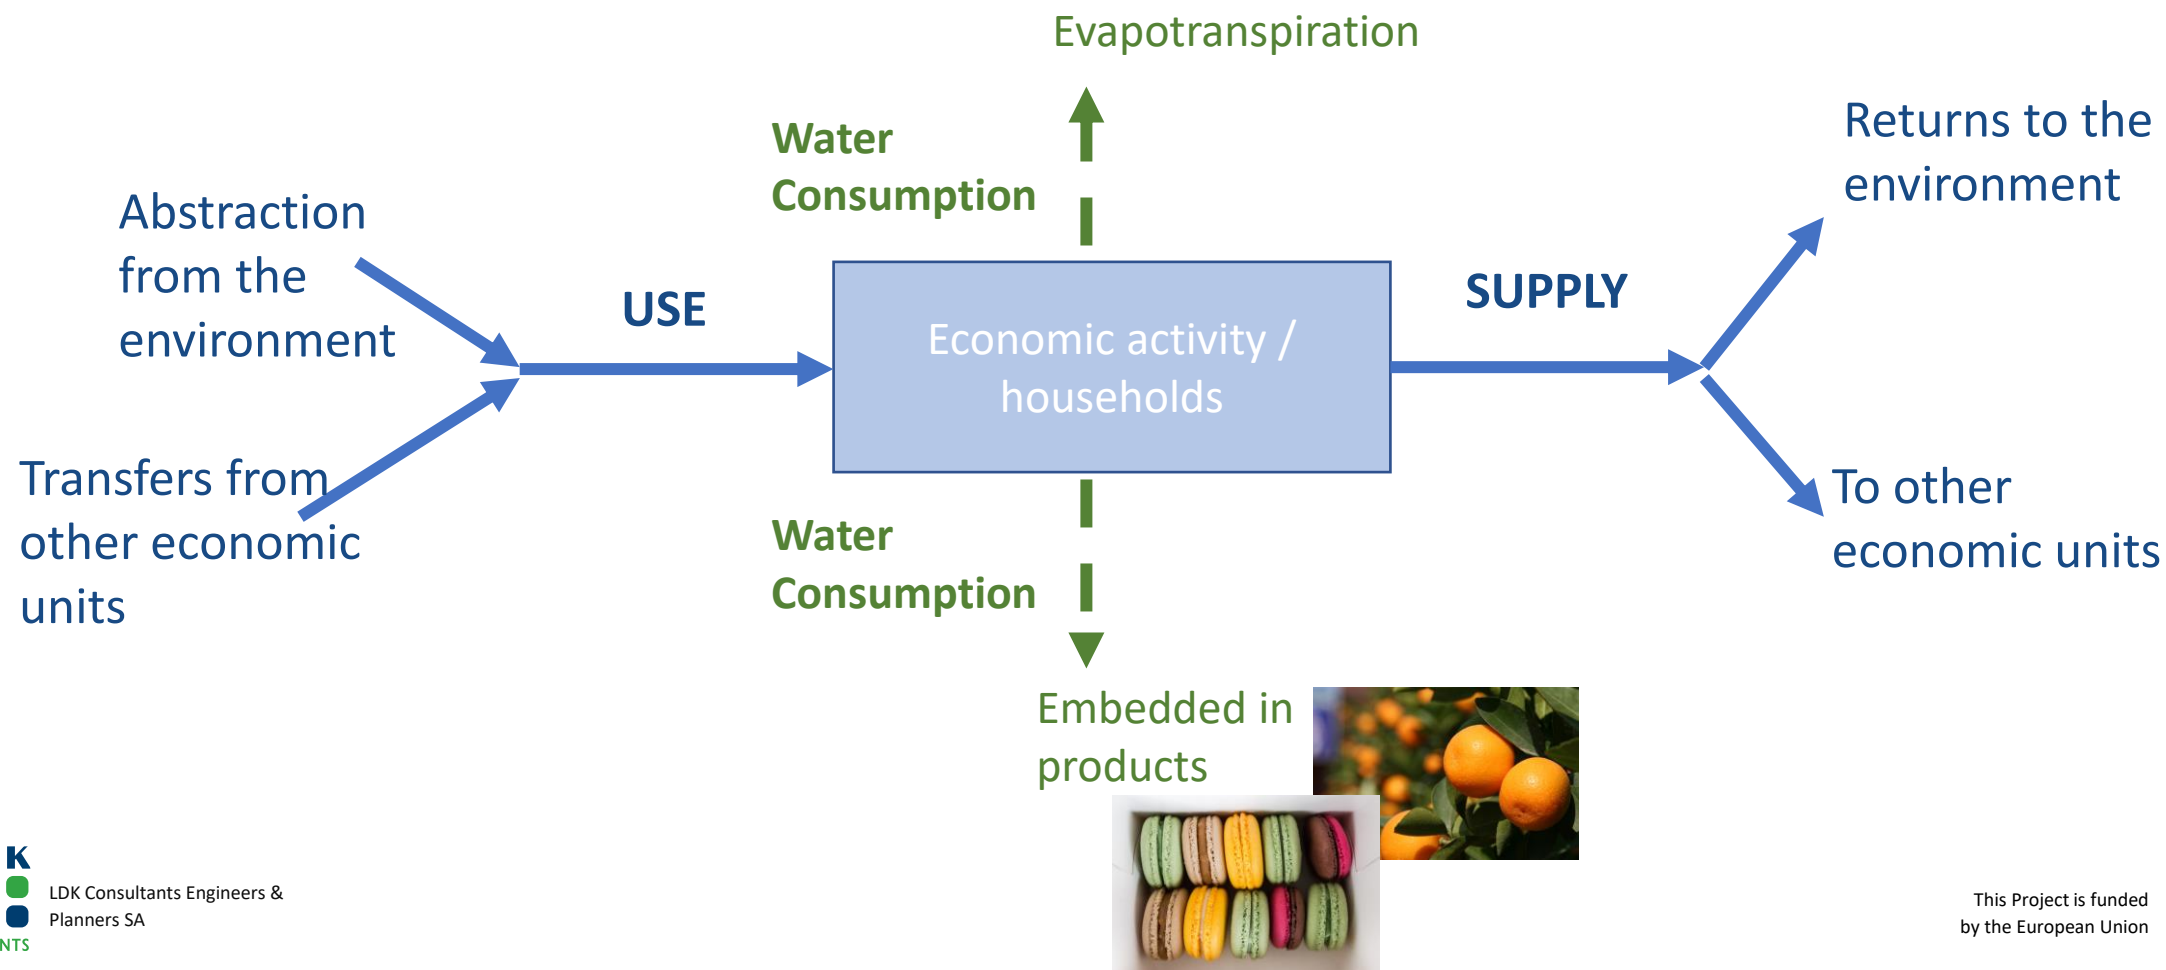 Evapotranspiration
Water
Consumption
Returns to the
environment
Abstraction
from the
environment
USE
SUPPLY
Economic activity /
households
Transfers from
other economic
units
Water
Consumption
To other
economic units
Embedded in
products
K
LDK Consultants Engineers &
Planners SA
NTS
This Project is funded
by the European Union